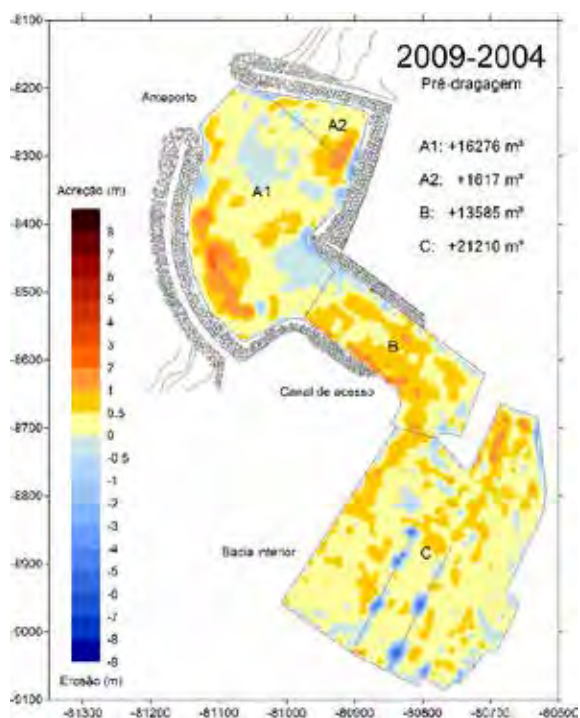 -8100
2009-2004
Pré-dragagem
-8200
Anteporto
A2
A1: +16276 m³
-8300
A2: +1617 m³
Acreção (m)
A1
B: +13585 m³
-8400
C: +21210 m³
8
7
6
5
-8500
4
3
B
2
-8600
1
Canal de acesso
0.5
0
-8700
-0.5
-1
-2
-8800
-3
Bacia interior
C
-4
-8900
-5
-6
-7
-9000
-8
Erosão (m)
-9100
-81300 -81200 -81100 -81000 -80900 -80800 -80700